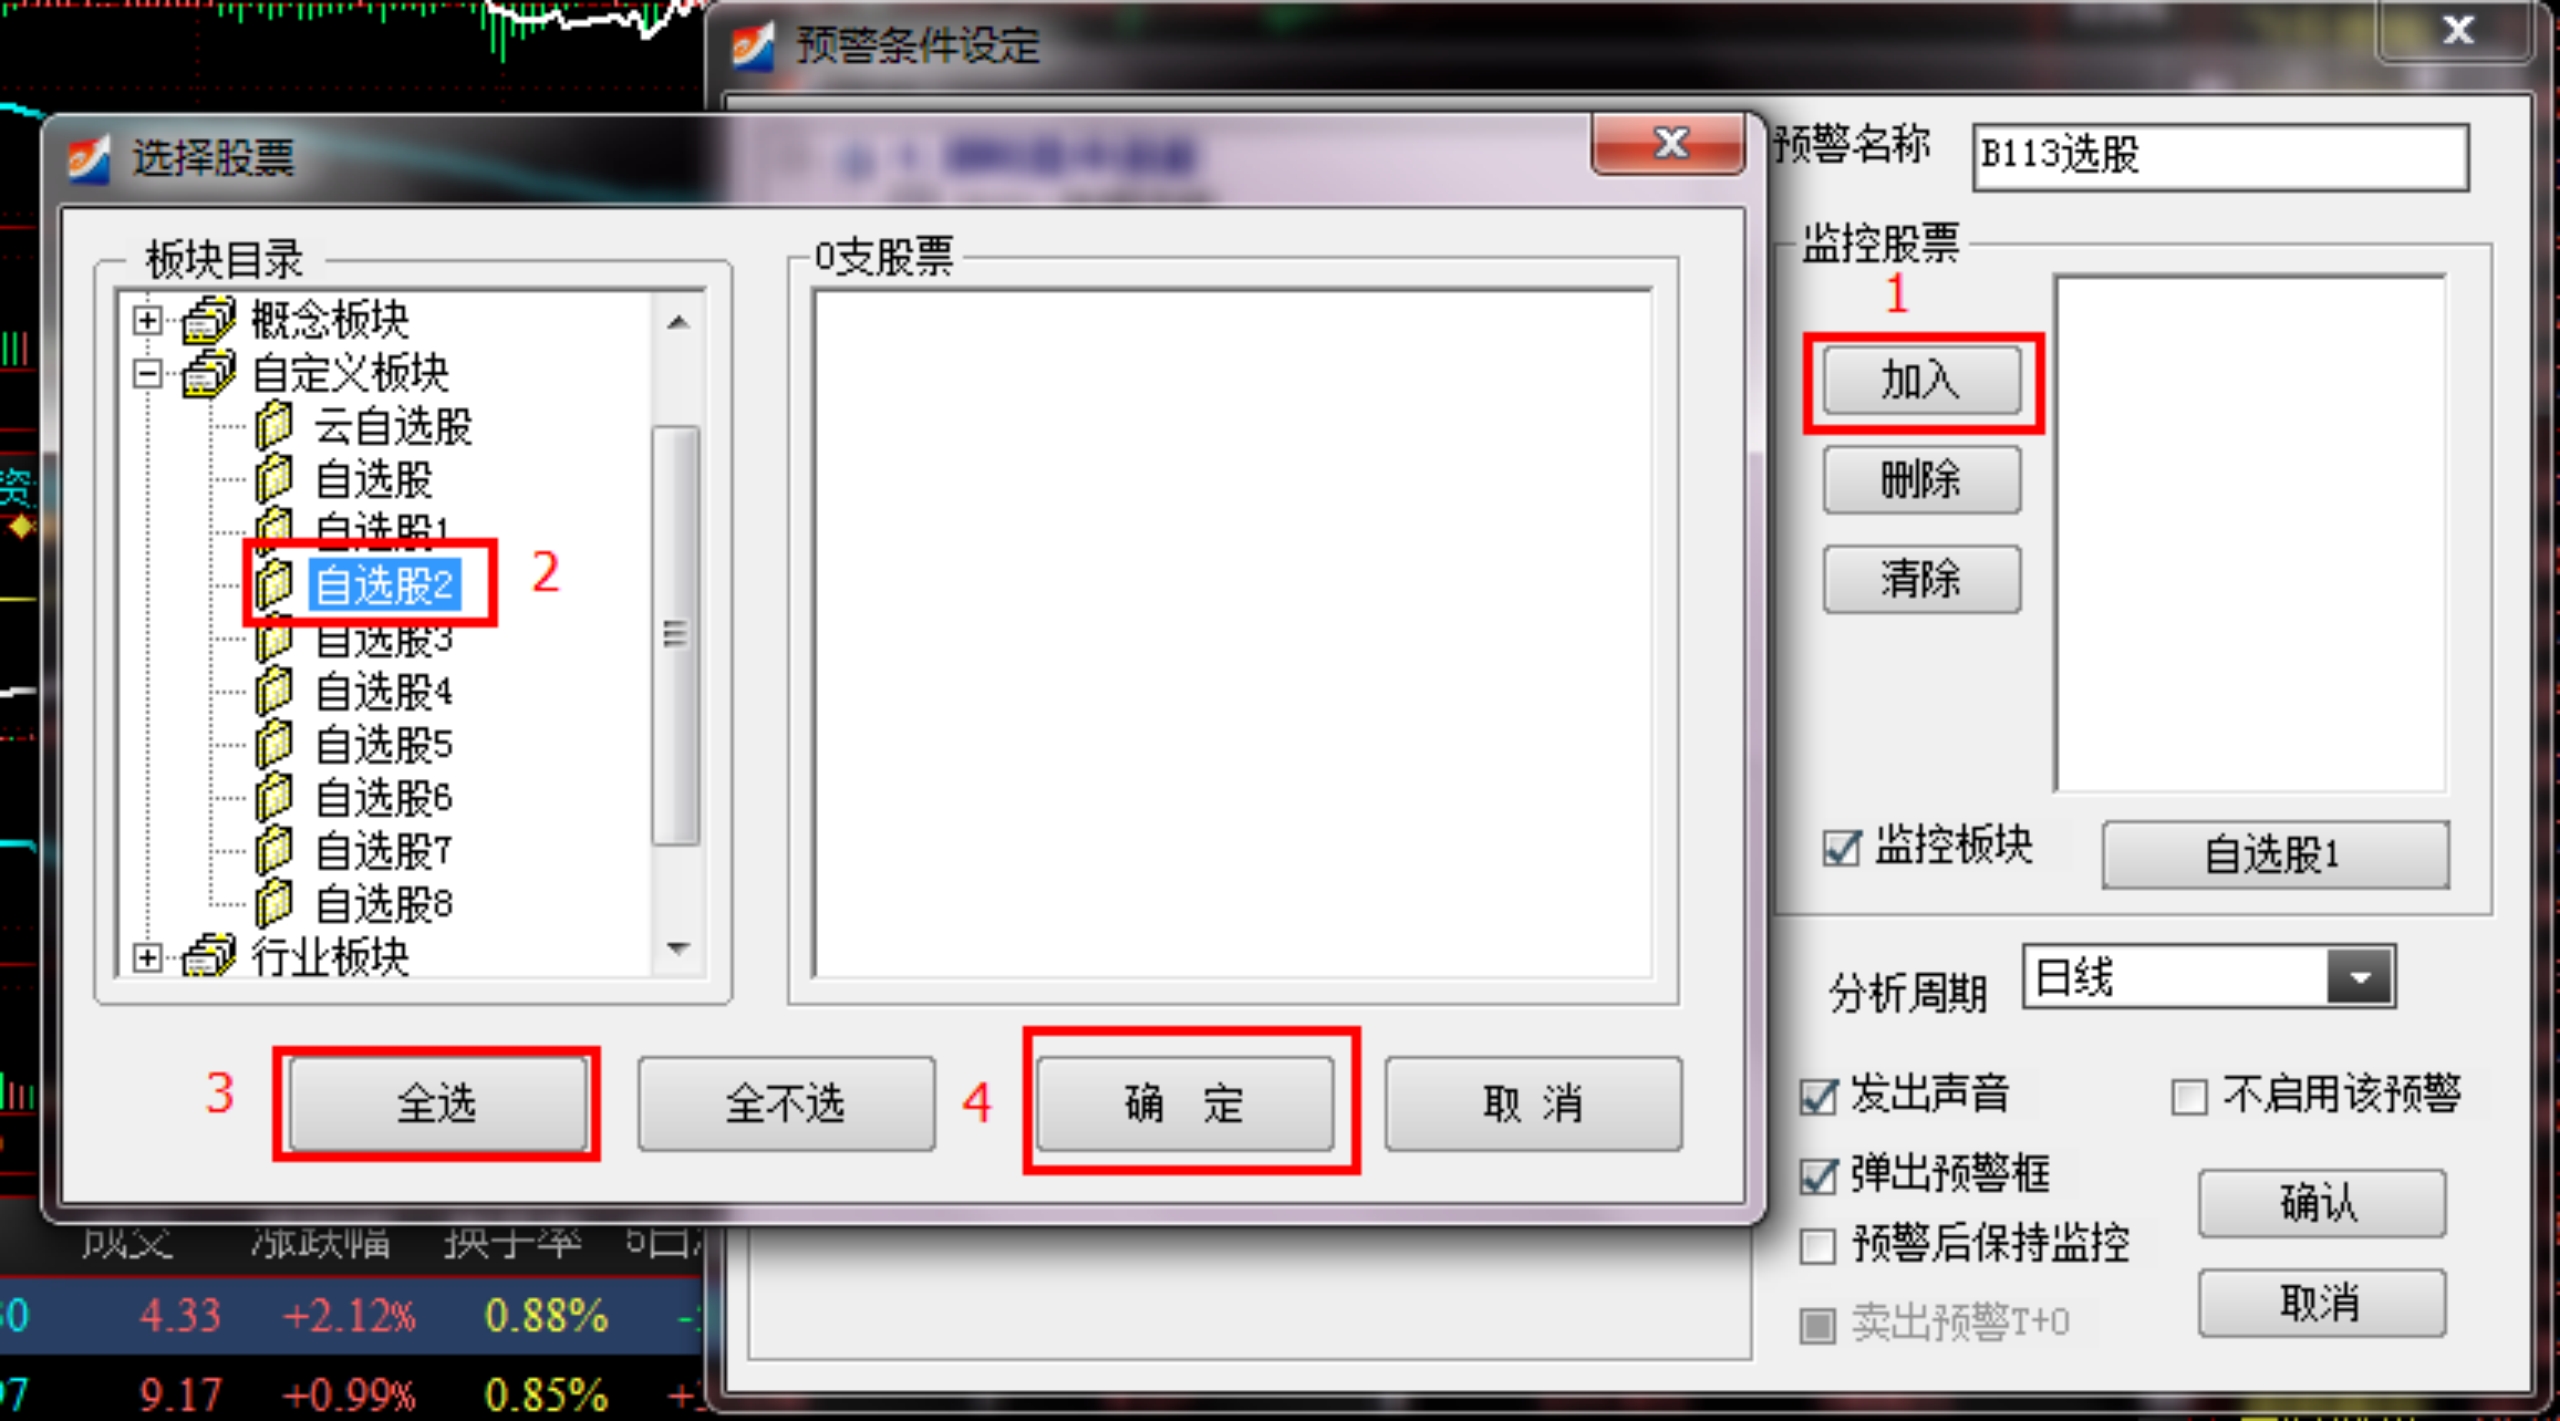 预警条件设定
选择股票
预警名称
B113选股
板块目录
0支股票
监控股票
概念板块
1
自定义板块
加入
云自选股
自选股
删除
自选股1
自选股2
2
清除
自选股3
自选股4
自选股5
自选股6
自选股7
监控板块
自选股1
自选股8
行业板块
分析周期
日线
3
全选
全不选
4
确 定
取 消
发出声音
不启用该预警
弹出预警框
确认
预警后保持监控
卖出预警T+0
取消
资
成交 涨跌幅 换手率 5日
4.33 +2.12% 0.88%
9.17 +0.99% 0.85%